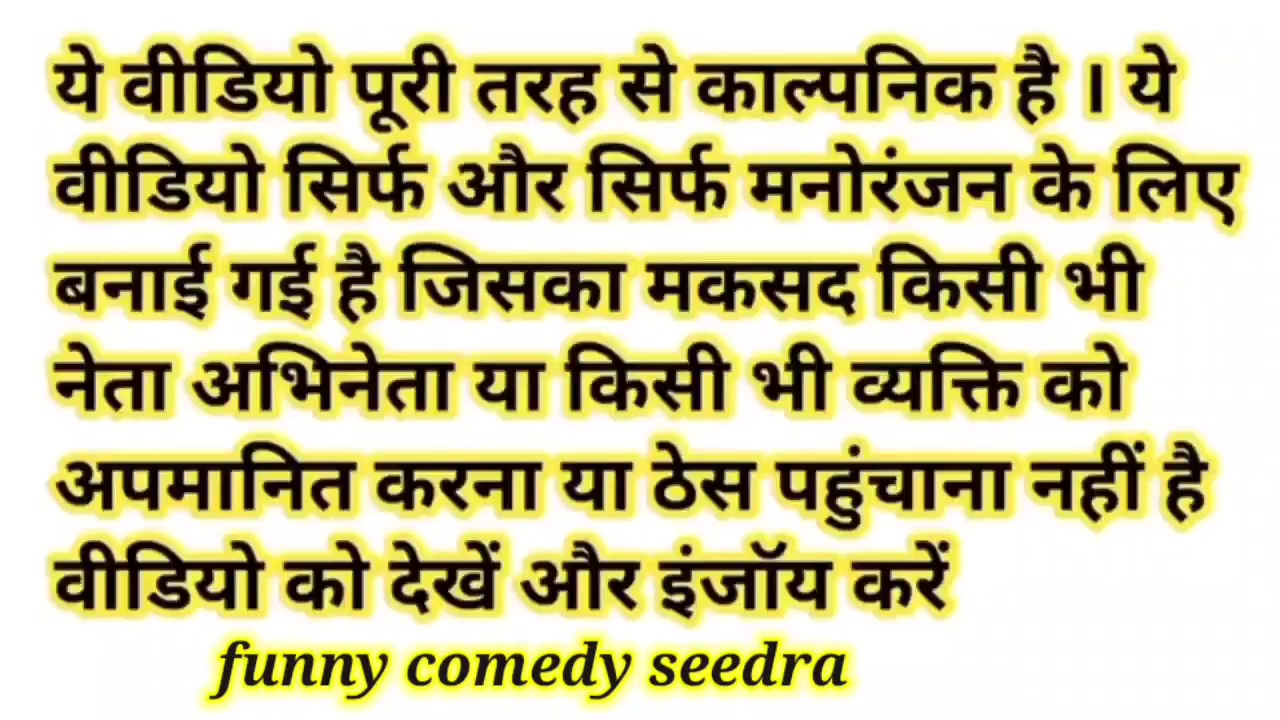 ये वीडियो पूरी तरह से काल्पनिक है । ये
वीडियो सिर्फ और सिर्फ मनोरंजन के लिए
बनाई गई है जिसका मकसद किसी भी
नेता अभिनेता या किसी भी व्यक्ति को
अपमानित करना या ठेस पहुंचाना नहीं है
वीडियो को देखें और इंजॉय करें
funny comedy seedra